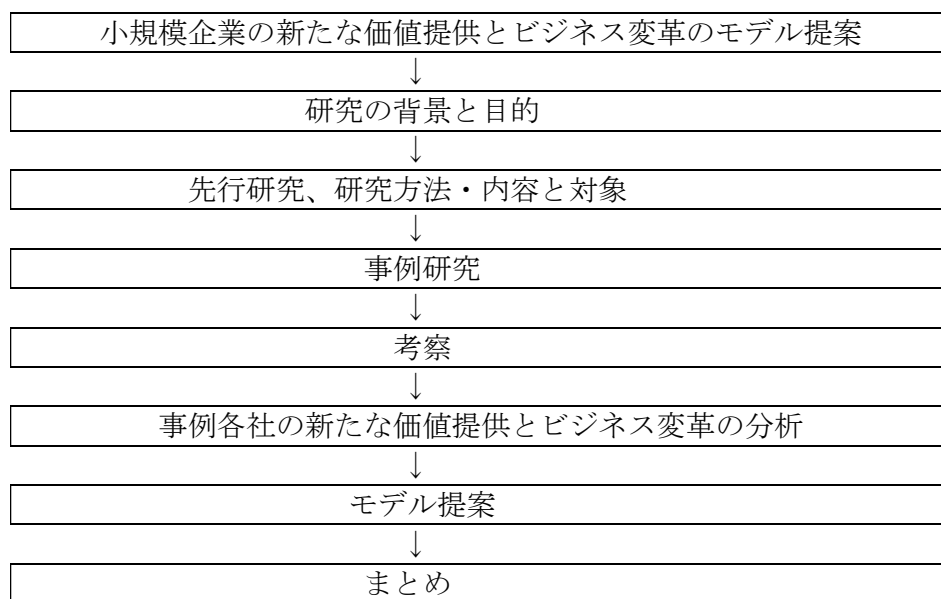 小規模企業の新たな価値提供とビジネス変革のモデル提案
↓
研究の背景と目的
↓
先行研究、研究方法・内容と対象
↓
事例研究
↓
考察
↓
事例各社の新たな価値提供とビジネス変革の分析
↓
モデル提案
↓
まとめ